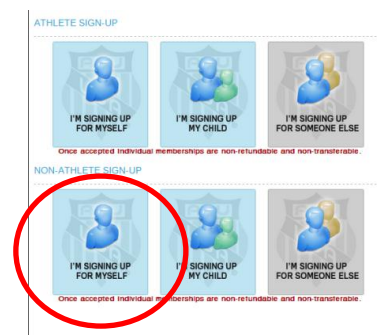 ATHLETE SIGN-UP
I'M SIGNING UP
FOR MYSELF
I'M SIGNING UP
MY CHILD
I'M SIGNING UP
FOR SOMEONE ELSE
Once accepted Individual memberships are non-refundable and non-transferable.
NON-ATHLETE SIGN-UP
I'M SIGNING UP
FOR MYSELF
I'M SIGNING UP
MY CHILD
I'M SIGNING UP
FOR SOMEONE ELSE
Once accepted Individual memberships are non-refundable and non-transferable.